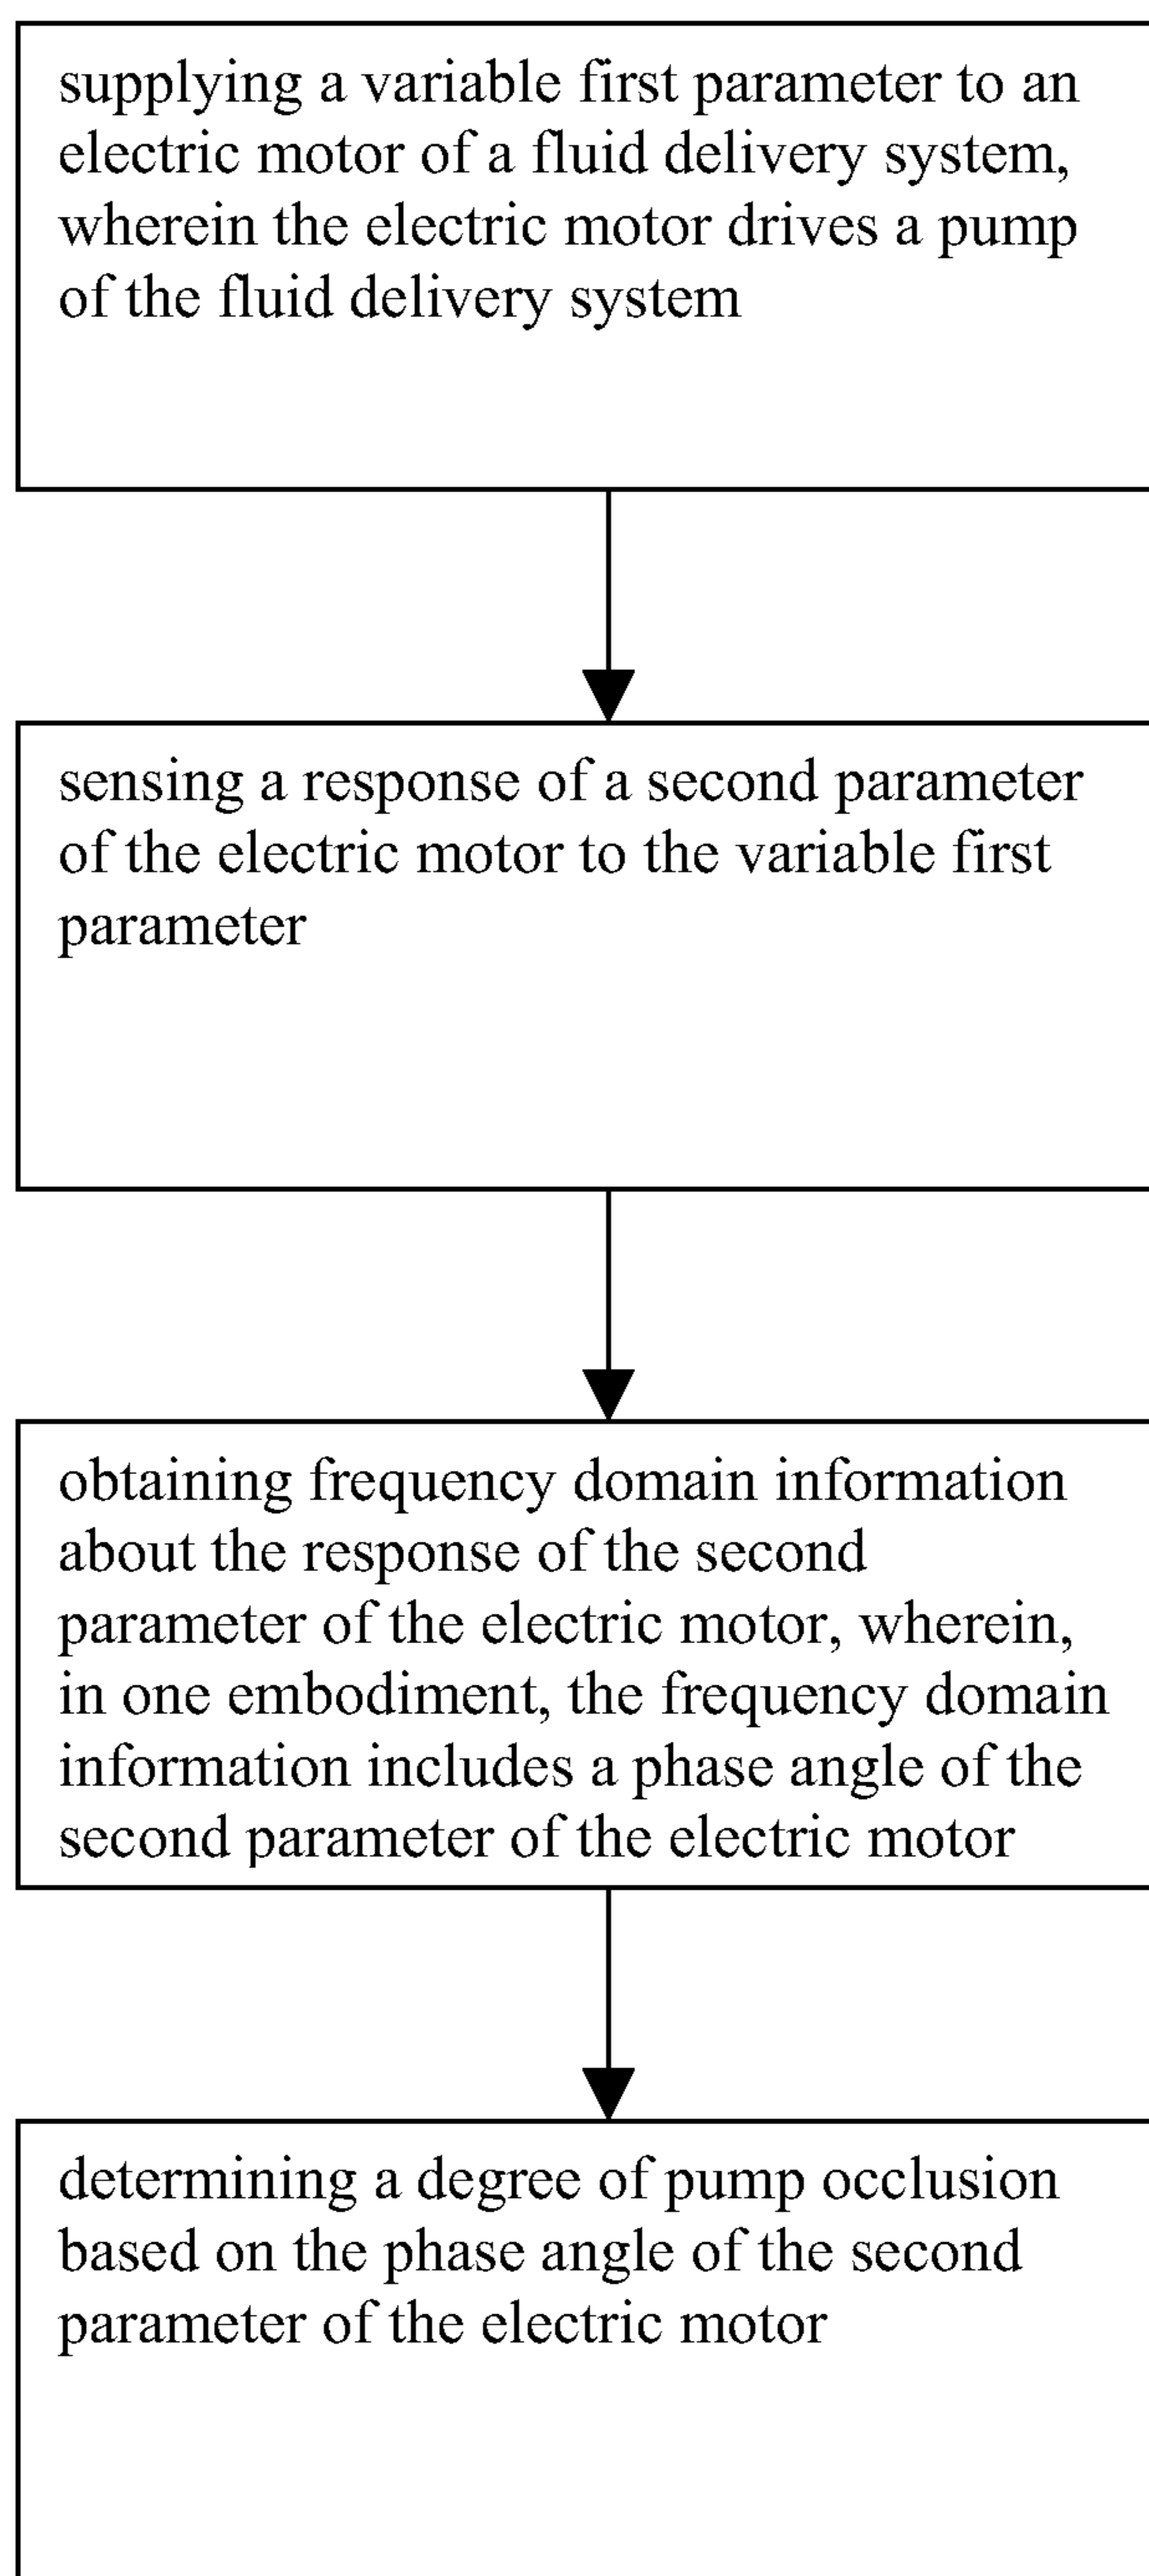 supplying a variable first parameter to an
electric motor of a fluid delivery system,
wherein the electric motor drives a pump
of the fluid delivery system
sensing a response of a second parameter
of the electric motor to the variable first
parameter
obtaining frequency domain information
about the response of the second
parameter of the electric motor, wherein,
in one embodiment, the frequency domain
information includes a phase angle of the
second parameter of the electric motor
determining a degree of pump occlusion
based on the phase angle of the second
parameter of the electric motor